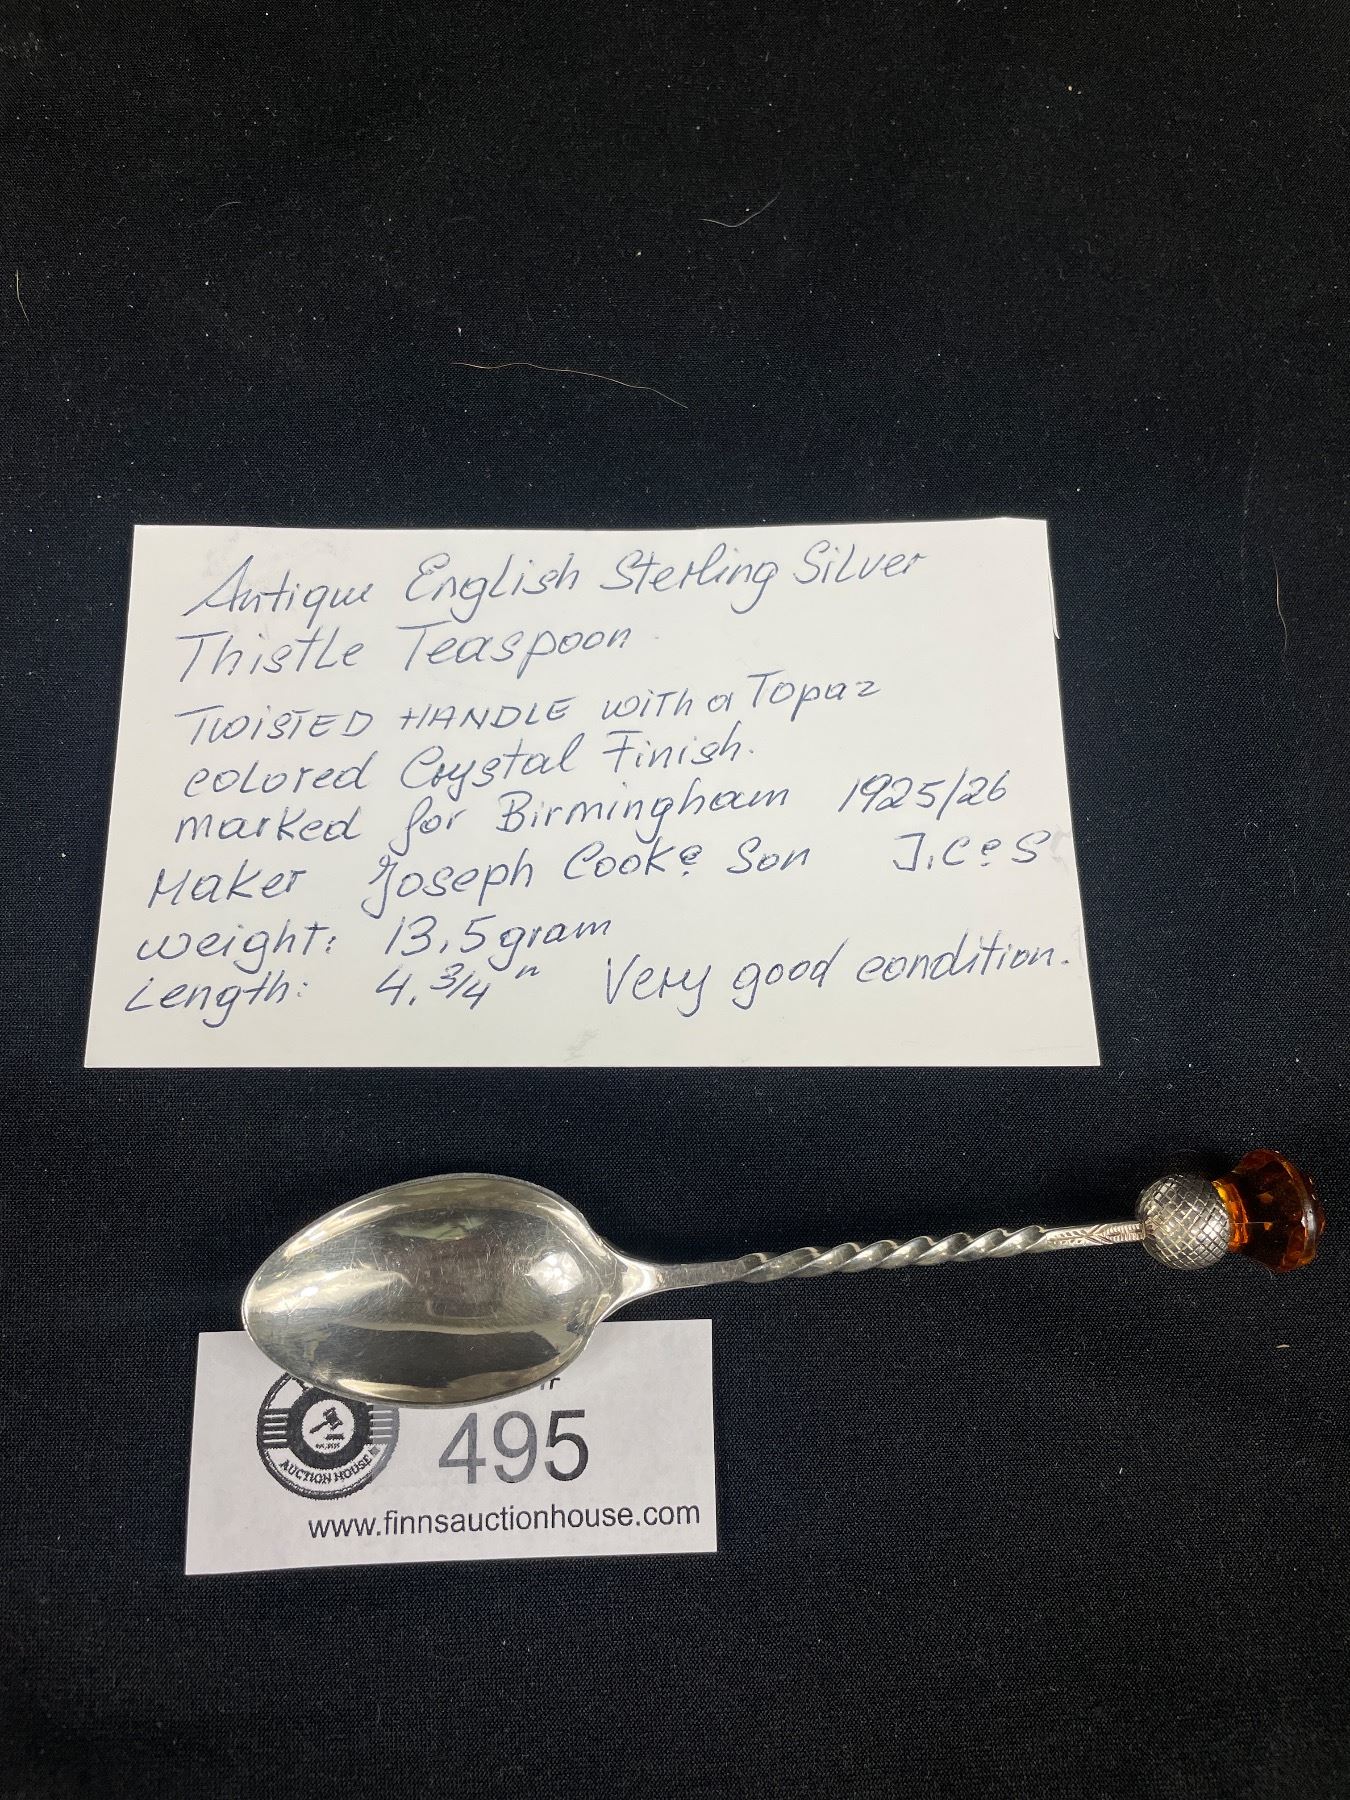 Antique English Sterling Silver
Thistle Teaspoon
TWISTED HANDLE with a Topaz
colored Crystal Finish.
marked for Birmingham 1925/26
Maker Joseph Cook & Son J.C & S.
weight: 13,5 gram
Length: 4. 3/4 " Very good condition.
495
AUCTION HOUSE
www.finnsauctionhouse.com